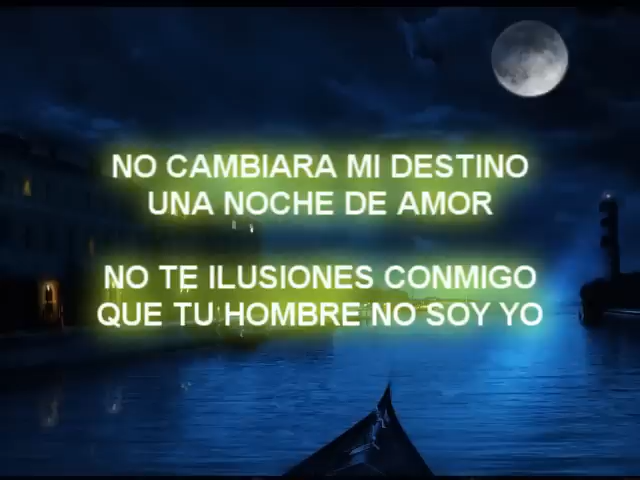 NO CAMBIARA MI DESTINO
UNA NOCHE DE AMOR
NO TE ILUSIONES CONMIGO
QUE TU HOMBRE NO SOY YO